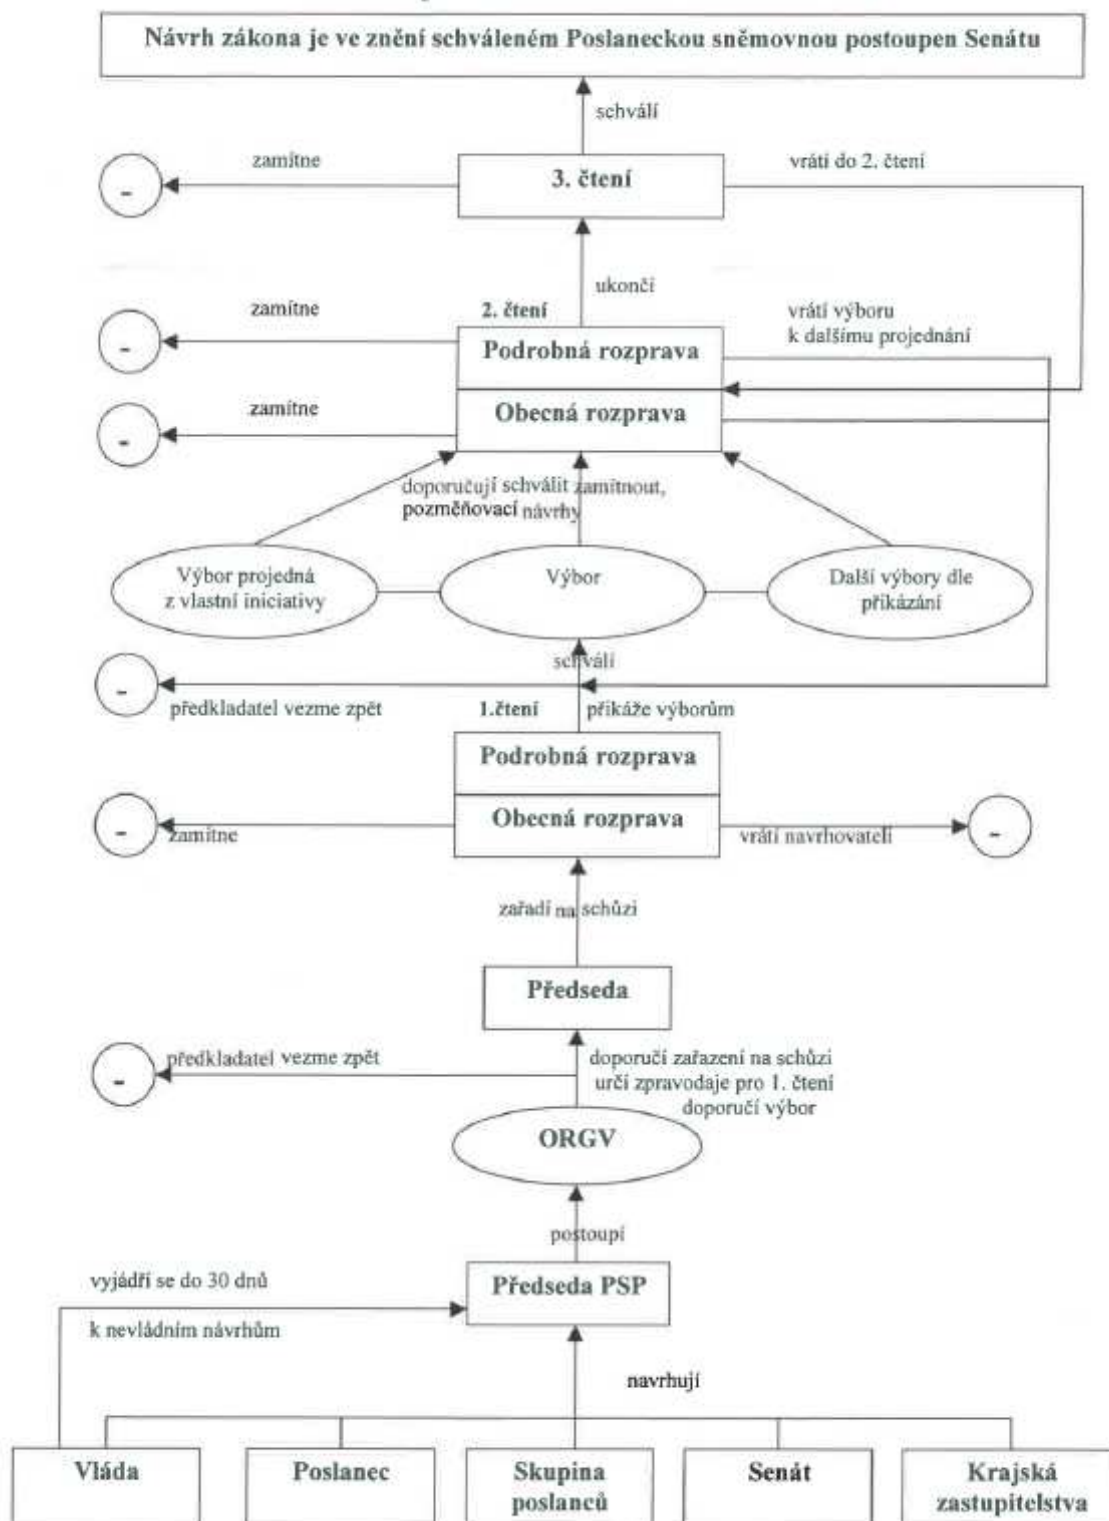 Návrh zákona je ve znění schváleném Poslaneckou sněmovnou postoupen Senátu
schválí
zamítne
3. čtení
vrátí do 2. čtení
-
ukončí
zamítne
2. čtení
vrátí výboru
k dalšímu projednání
-
Podrobná rozprava
zamítne
Obecná rozprava
-
doporučují schválit zamítnout,
pozměňovací návrhy
Výbor projedná
z vlastní iniciativy
Výbor
Další výbory dle
přikázání
schválí
-
předkladatel vezme zpět
1.čtení
přikáže výborům
Podrobná rozprava
Obecná rozprava
-
zamítne
vrátí navrhovateli
-
zařadí na schůzi
Předseda
předkladatel vezme zpět
-
doporučí zařazení na schůzi
určí zpravodaje pro 1. čtení
doporučí výbor
ORGV
postoupí
vyjádří se do 30 dnů
k nevládním návrhům
Předseda PSP
navrhují
Vláda
Poslanec
Skupina
poslanců
Senát
Krajská
zastupitelstva